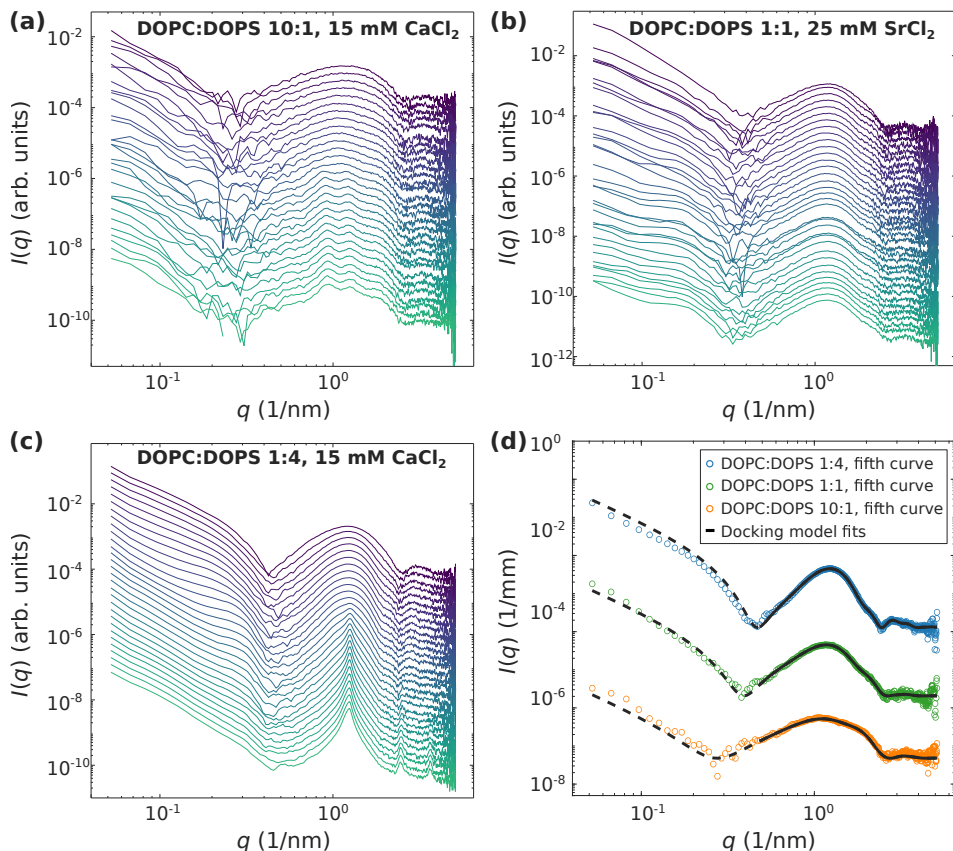 (a)
DOPC:DOPS 10:1, 15 mM CaCl₂
10⁻²
10⁻⁴
10⁻⁶
10⁻⁸
10⁻¹⁰
I(q) (arb. units)
10⁻¹
10⁰
q (1/nm)
(b)
DOPC:DOPS 1:1, 25 mM SrCl₂
10⁻²
10⁻⁴
10⁻⁶
10⁻⁸
10⁻¹⁰
10⁻¹²
I(q) (arb. units)
10⁻¹
10⁰
q (1/nm)
(c)
DOPC:DOPS 1:4, 15 mM CaCl₂
10⁻²
10⁻⁴
10⁻⁶
10⁻⁸
10⁻¹⁰
I(q) (arb. units)
10⁻¹
10⁰
q (1/nm)
(d)
10⁰
10⁻²
10⁻⁴
10⁻⁶
10⁻⁸
I(q) (1/mm)
DOPC:DOPS 1:4, fifth curve
DOPC:DOPS 1:1, fifth curve
DOPC:DOPS 10:1, fifth curve
Docking model fits
10⁻¹
10⁰
q (1/nm)